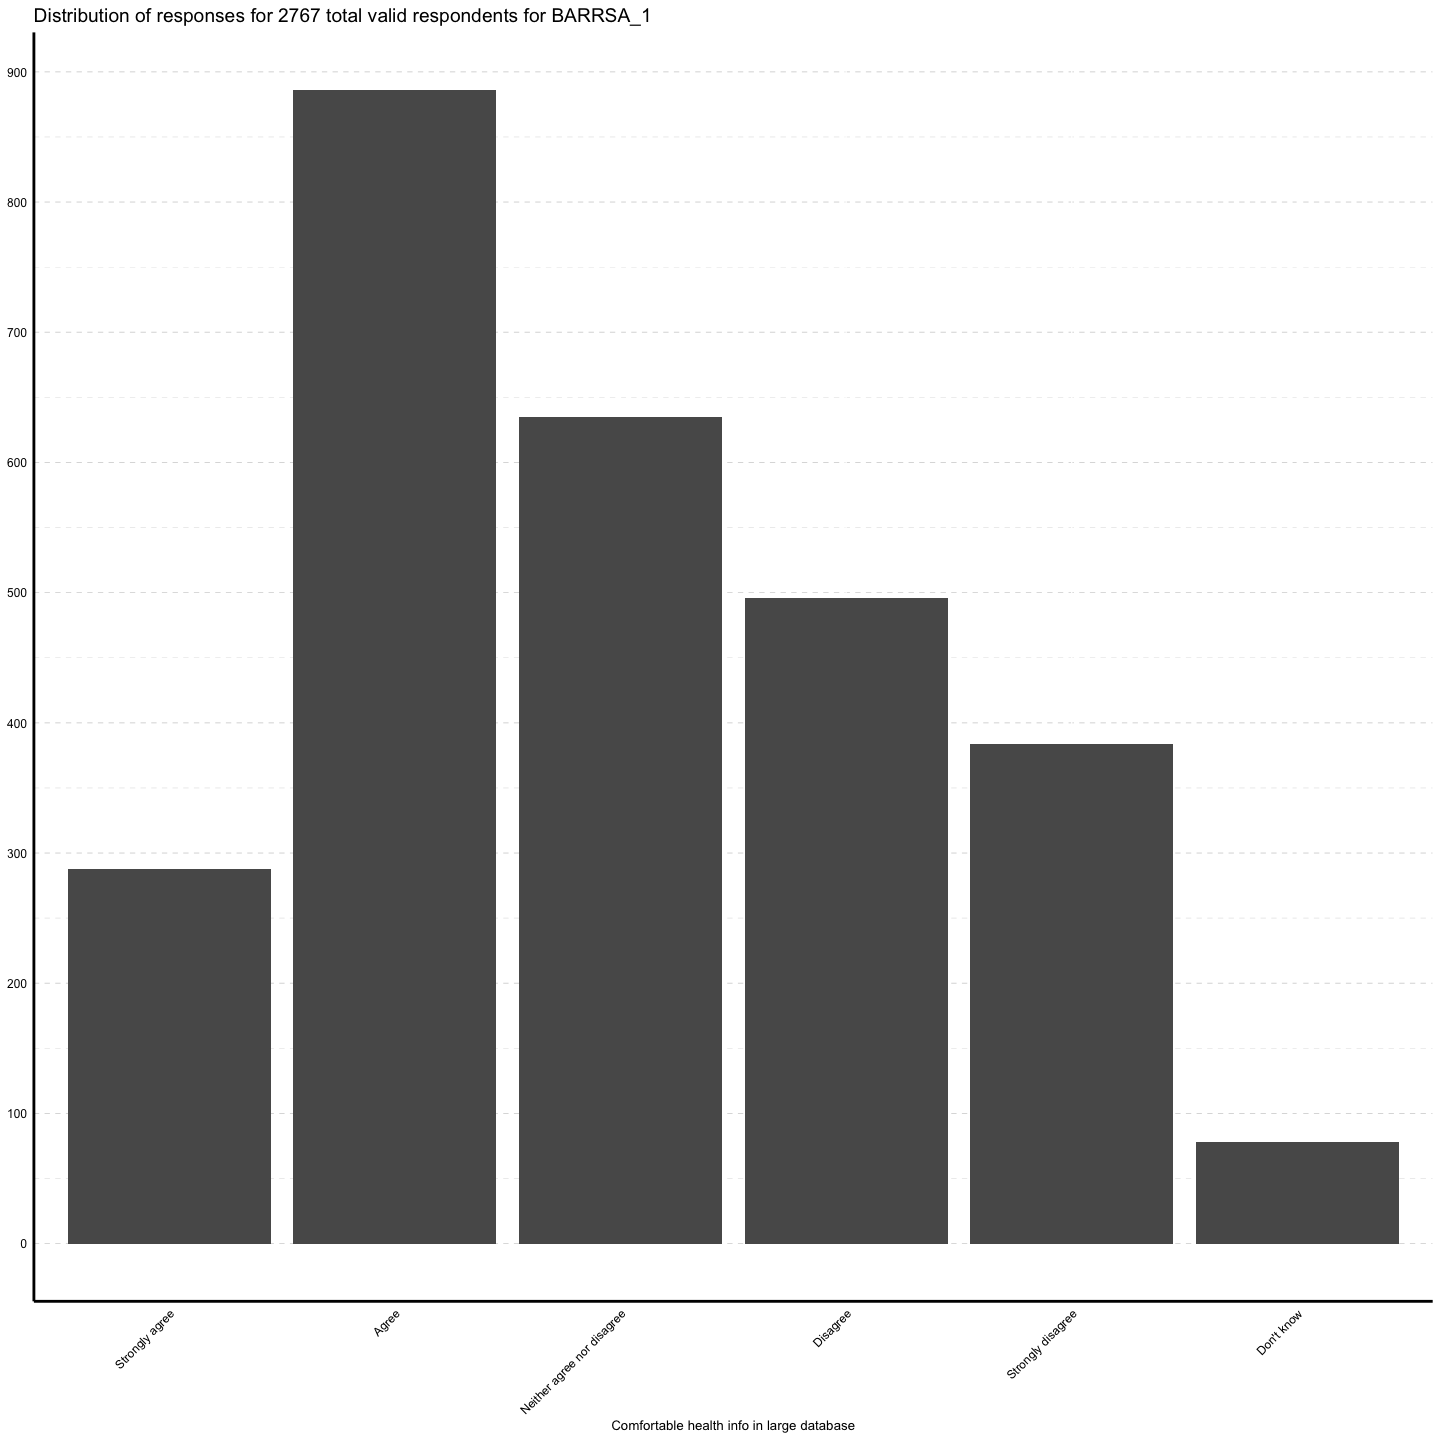 Distribution of responses for 2767 total valid respondents for BARRSA_1
900
800
700
600
500
400
300
200
100
0
Strongly agree
Agree
Neither agree nor disagree
Disagree
Strongly disagree
Don't know
Comfortable health info in large database